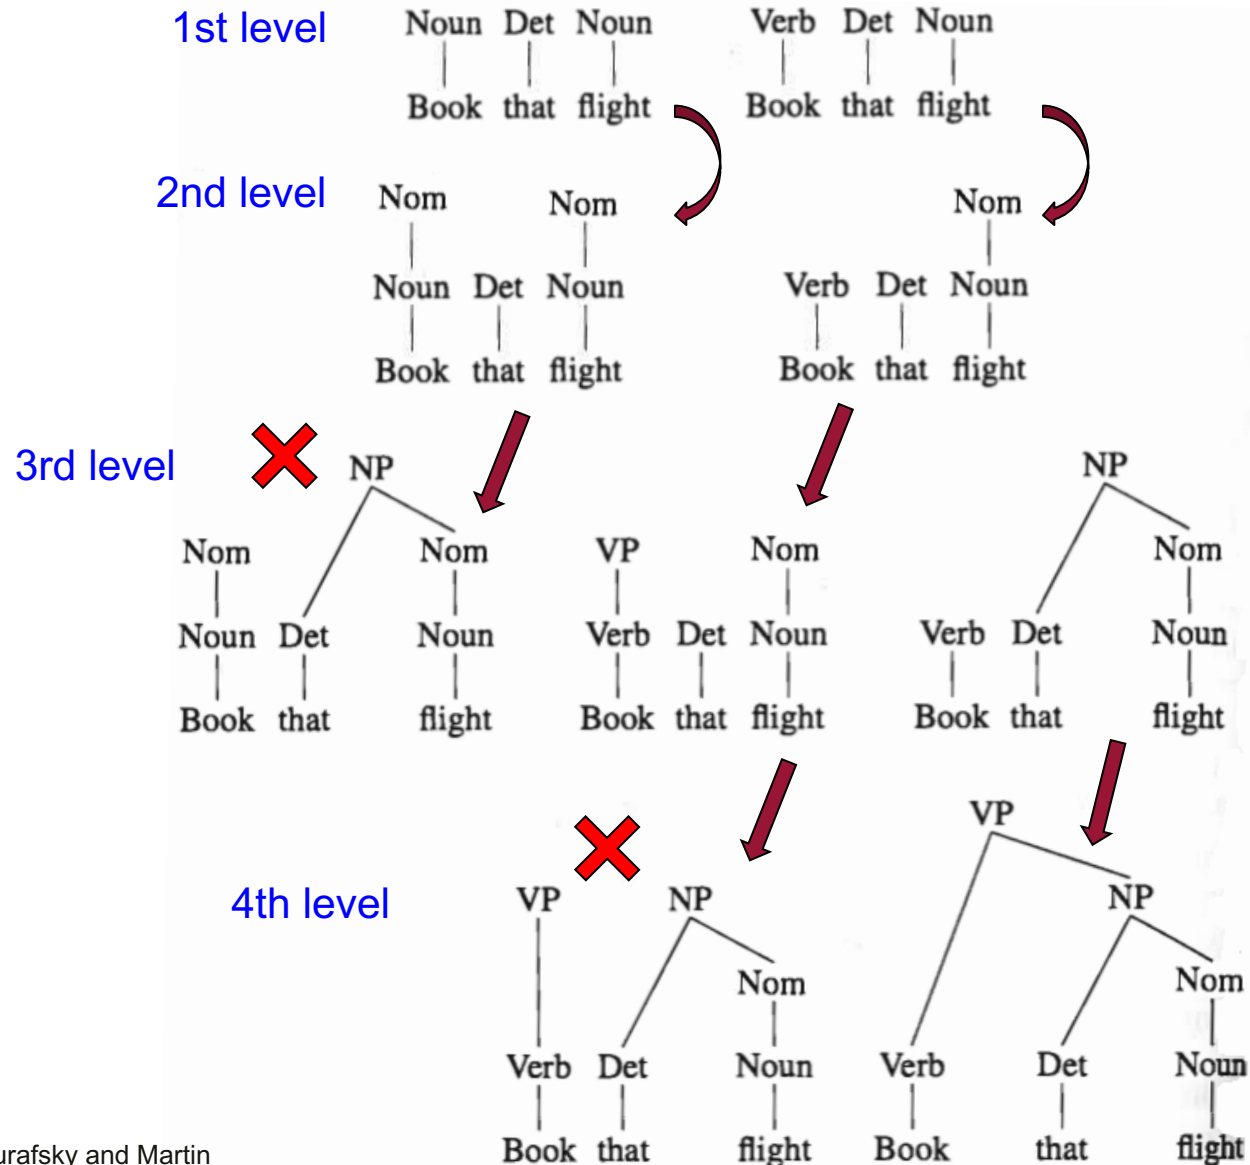 1st level Noun Det Noun Verb Det Noun
Book that flight Book that flight
2nd level Nom Nom Nom
Noun Det Noun Verb Det Noun
Book that flight Book that flight
3rd level NP NP
Nom Nom VP Nom Nom
Noun Det Noun Verb Det Noun Verb Det Noun
Book that flight Book that flight Book that flight
VP
4th level VP NP NP
Nom Nom
Verb Det Noun Verb Det Noun
Book that flight Book that flight
urafsky and Martin